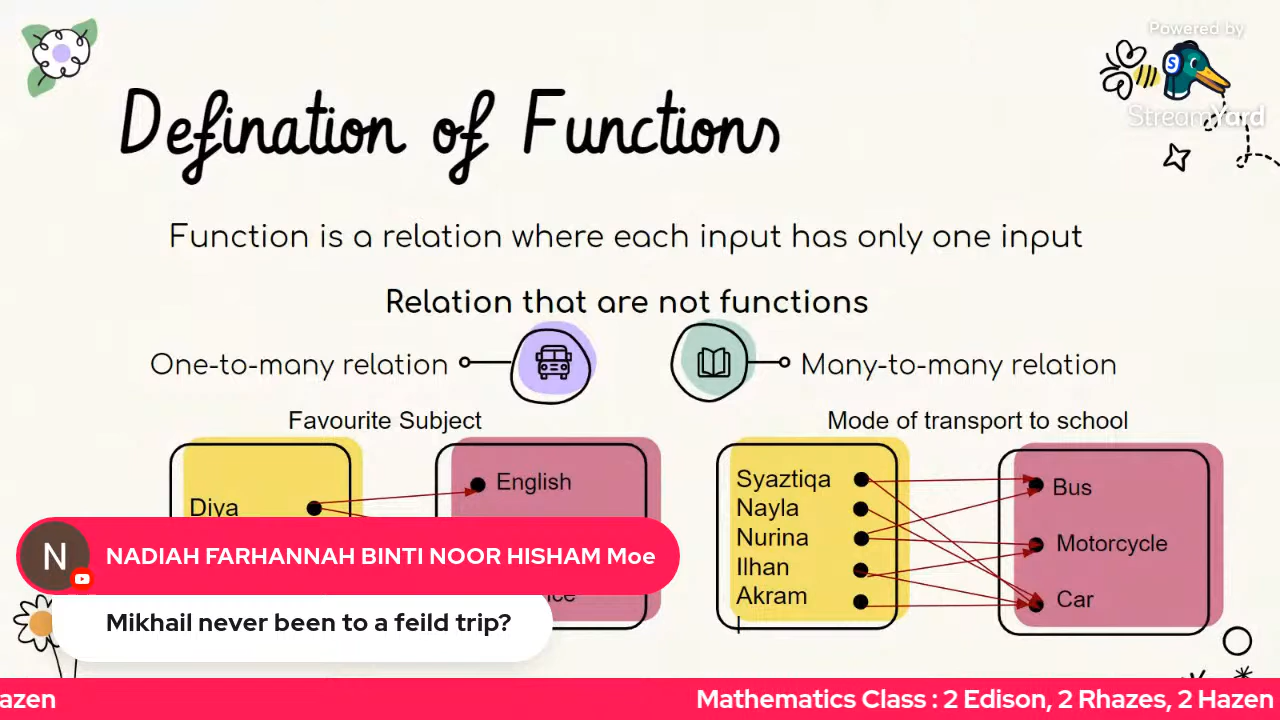 Powered by
StreamYard
Defination of Functions
Function is a relation where each input has only one input
Relation that are not functions
One-to-many relation
Many-to-many relation
Favourite Subject
Mode of transport to school
Diva
English
Syaztiqa
Nayla
Nurina
Ilhan
Akram
Bus
Motorcycle
Car
N
NADIAH FARHANNAH BINTI NOOR HISHAM Moe
Mikhail never been to a feild trip?
azen
Mathematics Class : 2 Edison, 2 Rhazes, 2 Hazen